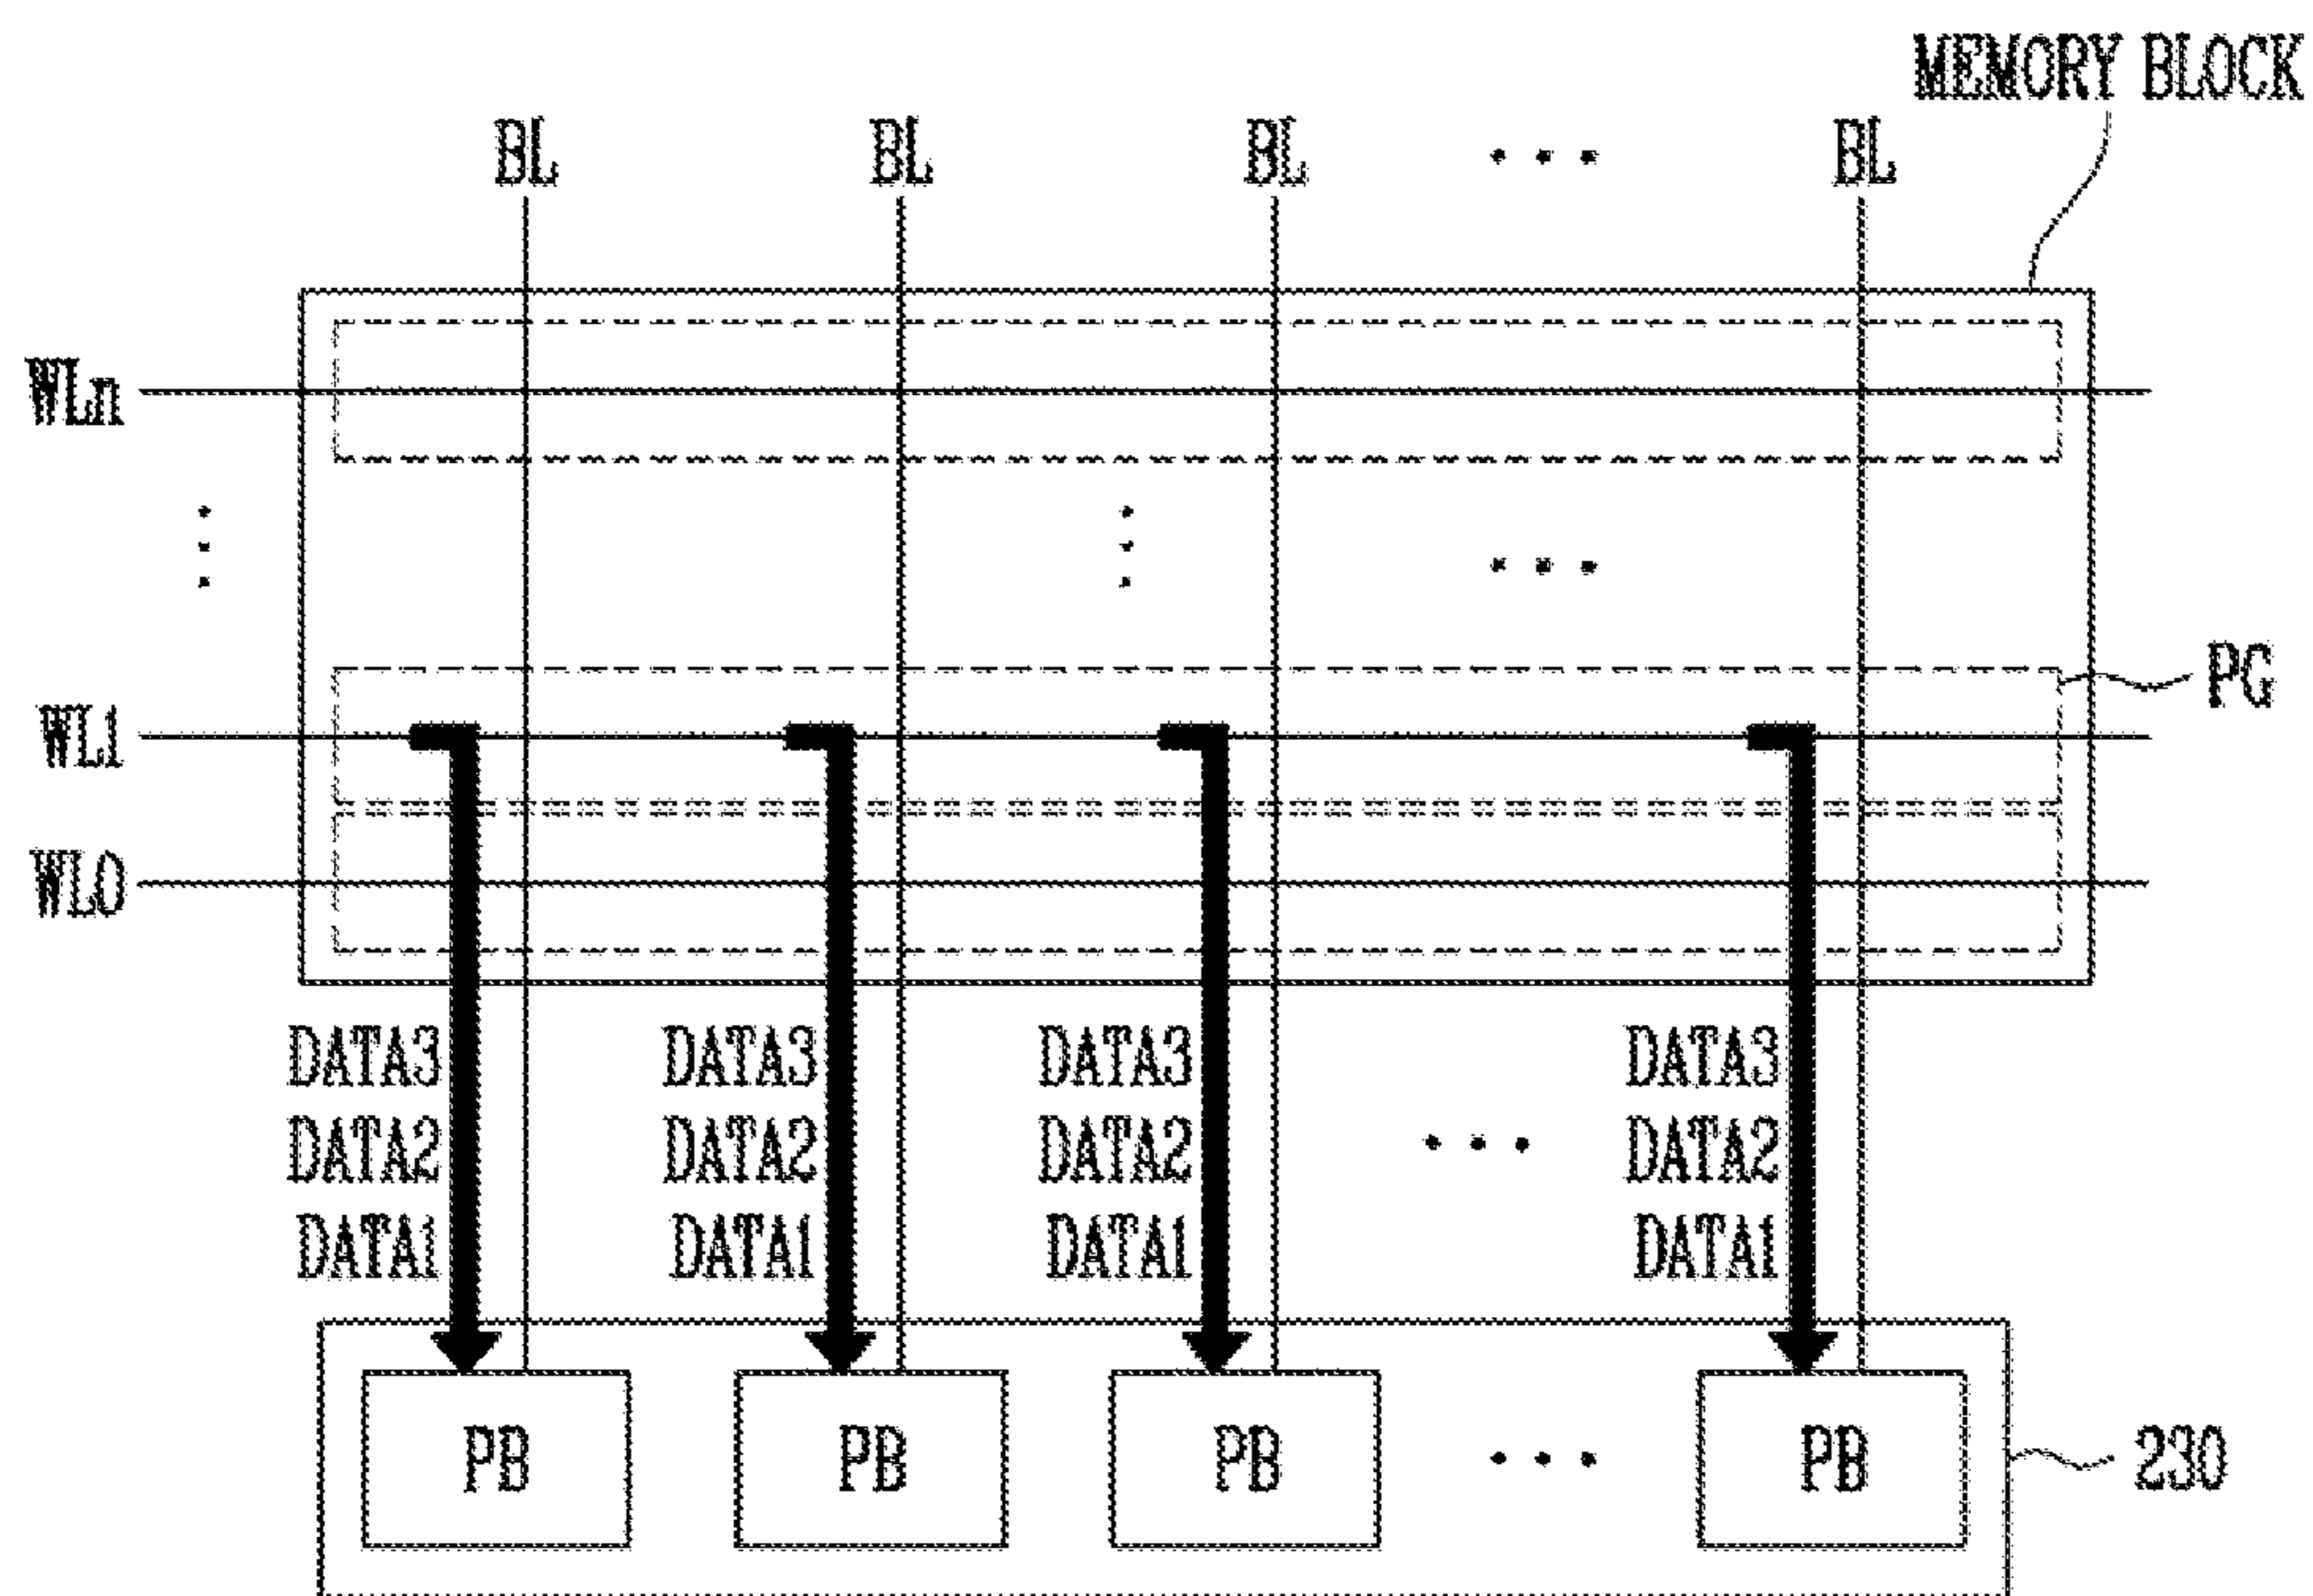 MEMORY BLOCK
BL BL BL ... BL
WLn
PG
WL1
WL0
DATA3 DATA3 DATA3 DATA3
DATA2 DATA2 DATA2 ... DATA2
DATA1 DATA1 DATA1 DATA1
PB PB PB ... PB 230